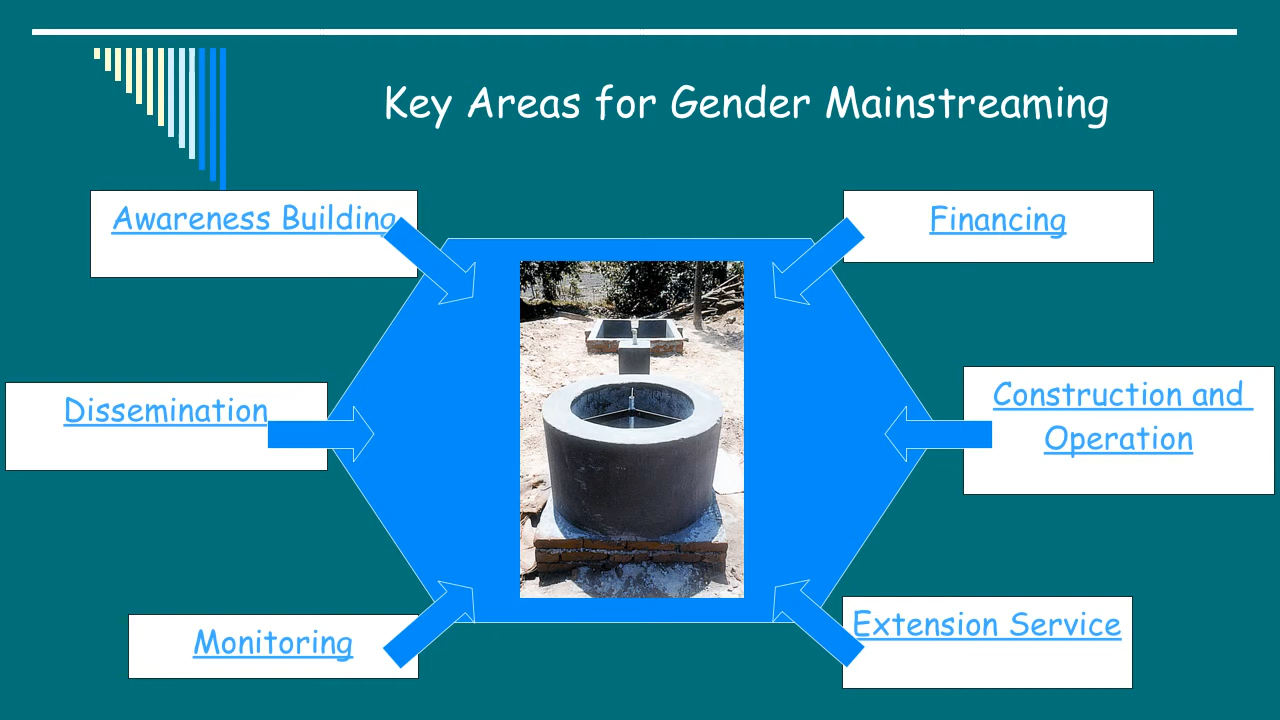 Key Areas for Gender Mainstreaming
Awareness Building
Financing
Dissemination
Construction and
Operation
Monitoring
Extension Service